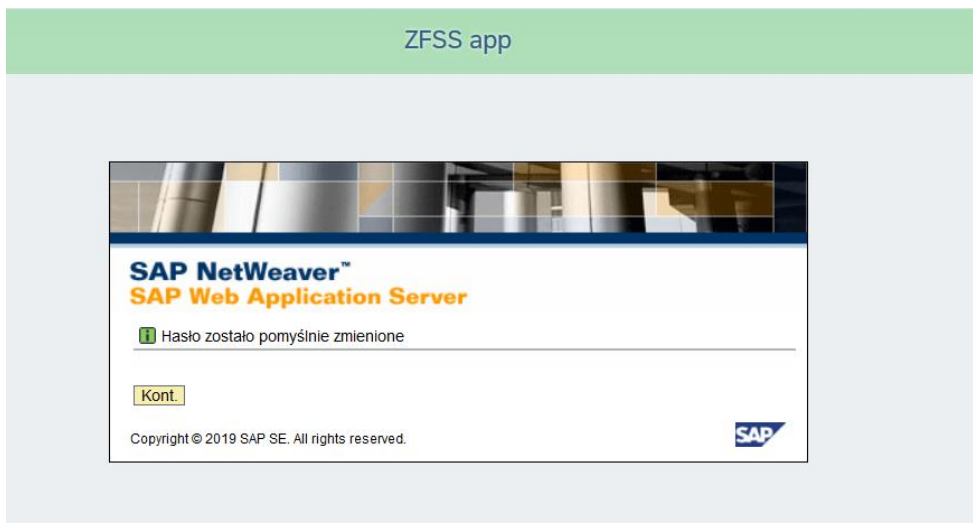 ZFSS app
SAP NetWeaver™
SAP Web Application Server
Hasło zostało pomyślnie zmienione
Kont.
Copyright © 2019 SAP SE. All rights reserved.
SAP